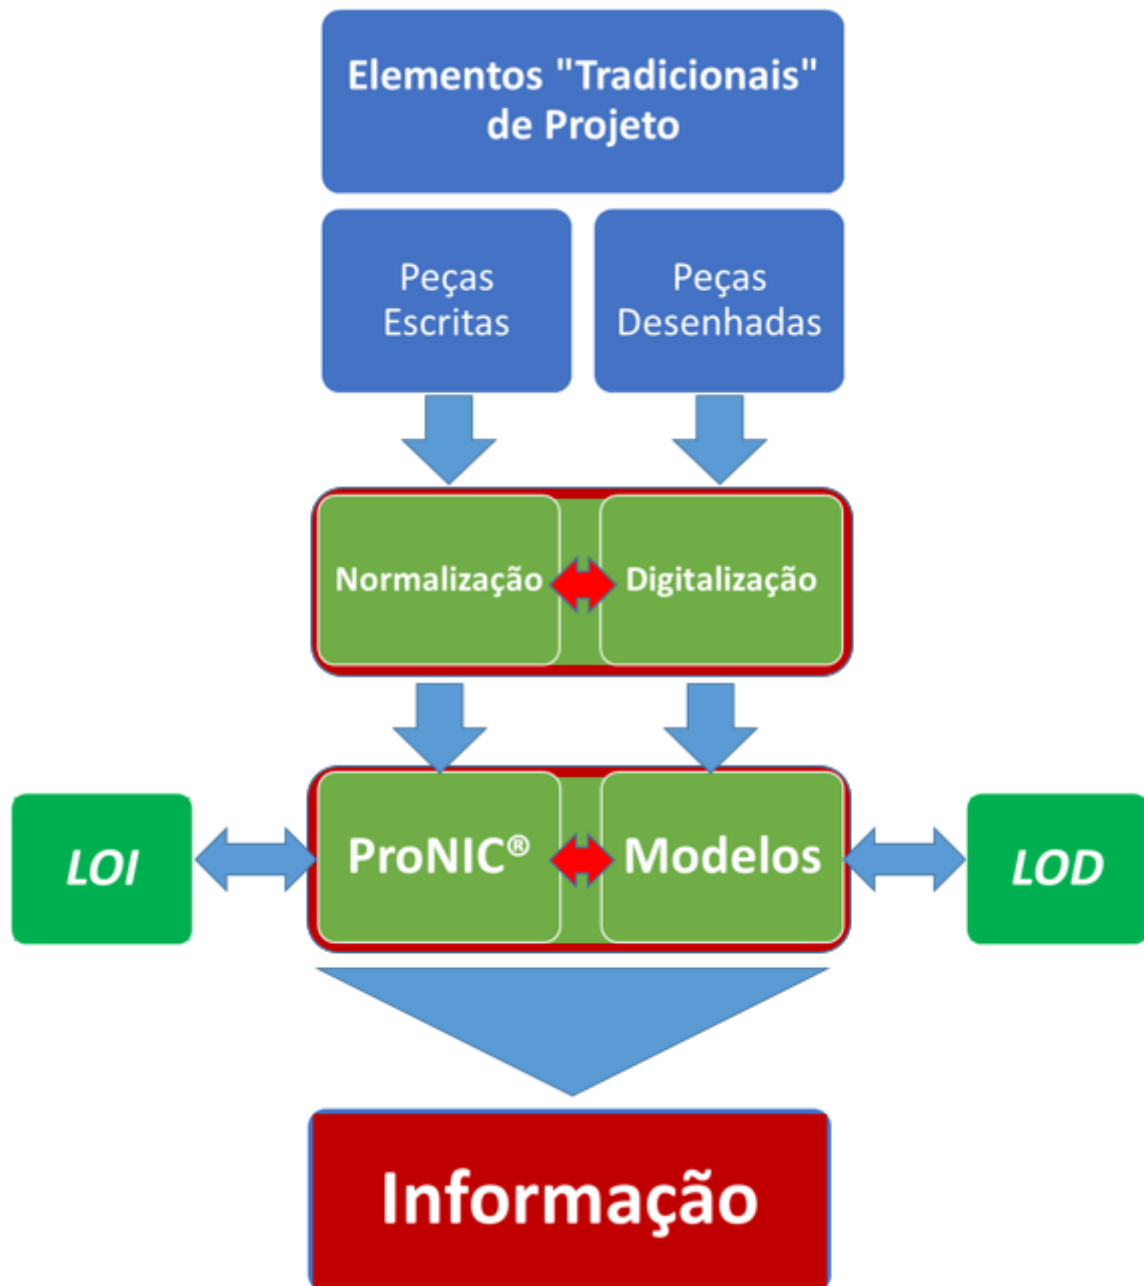 Elementos "Tradicionais"
de Projeto
Peças
Escritas
Peças
Desenhadas
Normalização
Digitalização
LOI
ProNIC®
Modelos
LOD
Informação